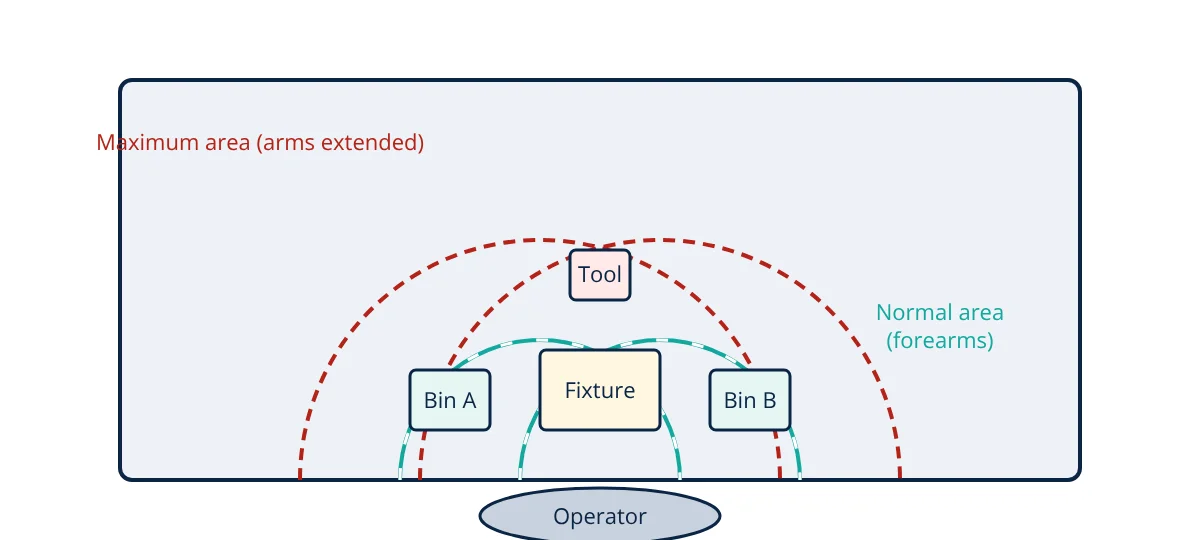 Maximum area (arms extended)
Tool
Normal area
(forearms)
Bin A
Fixture
Bin B
Operator